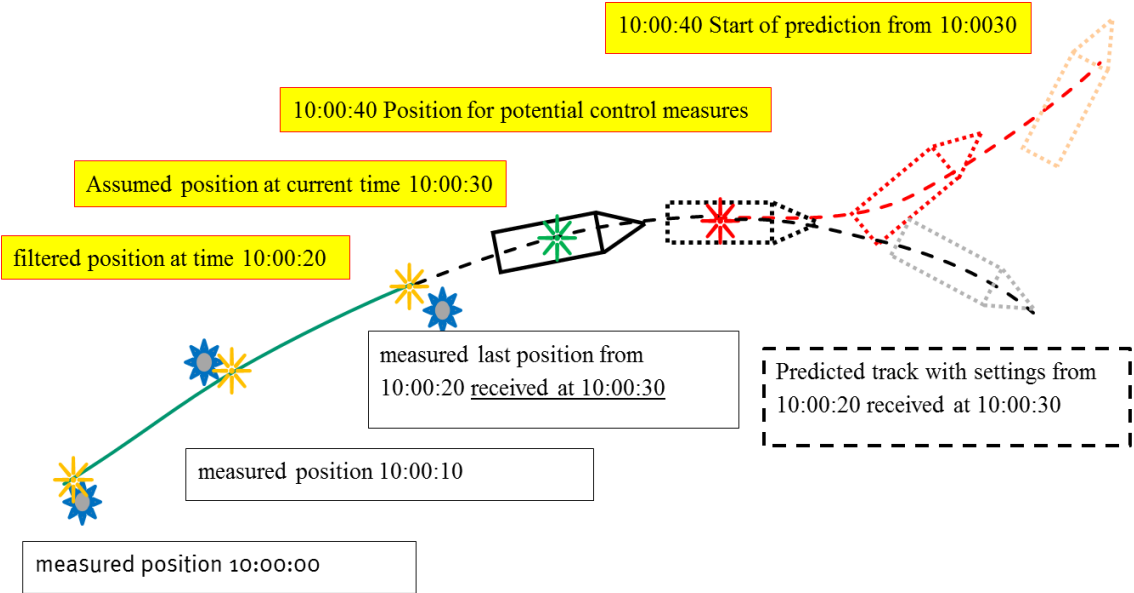 10:00:40 Start of prediction from 10:0030
10:00:40 Position for potential control measures
Assumed position at current time 10:00:30
filtered position at time 10:00:20
measured last position from
10:00:20 received at 10:00:30
Predicted track with settings from
10:00:20 received at 10:00:30
measured position 10:00:10
measured position 10:00:00